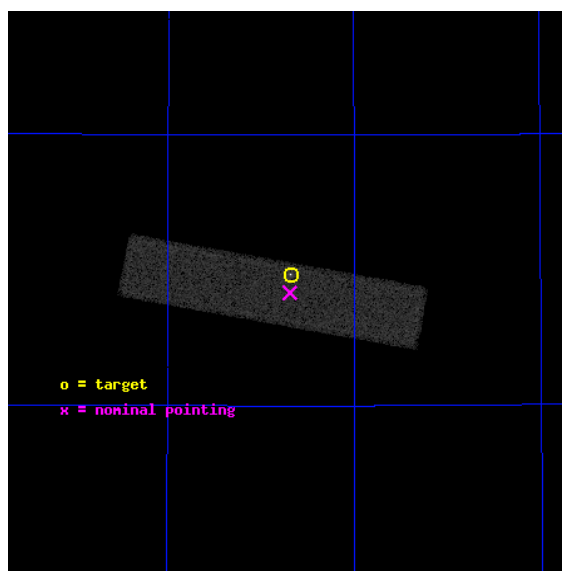 o = target
x = nominal pointing